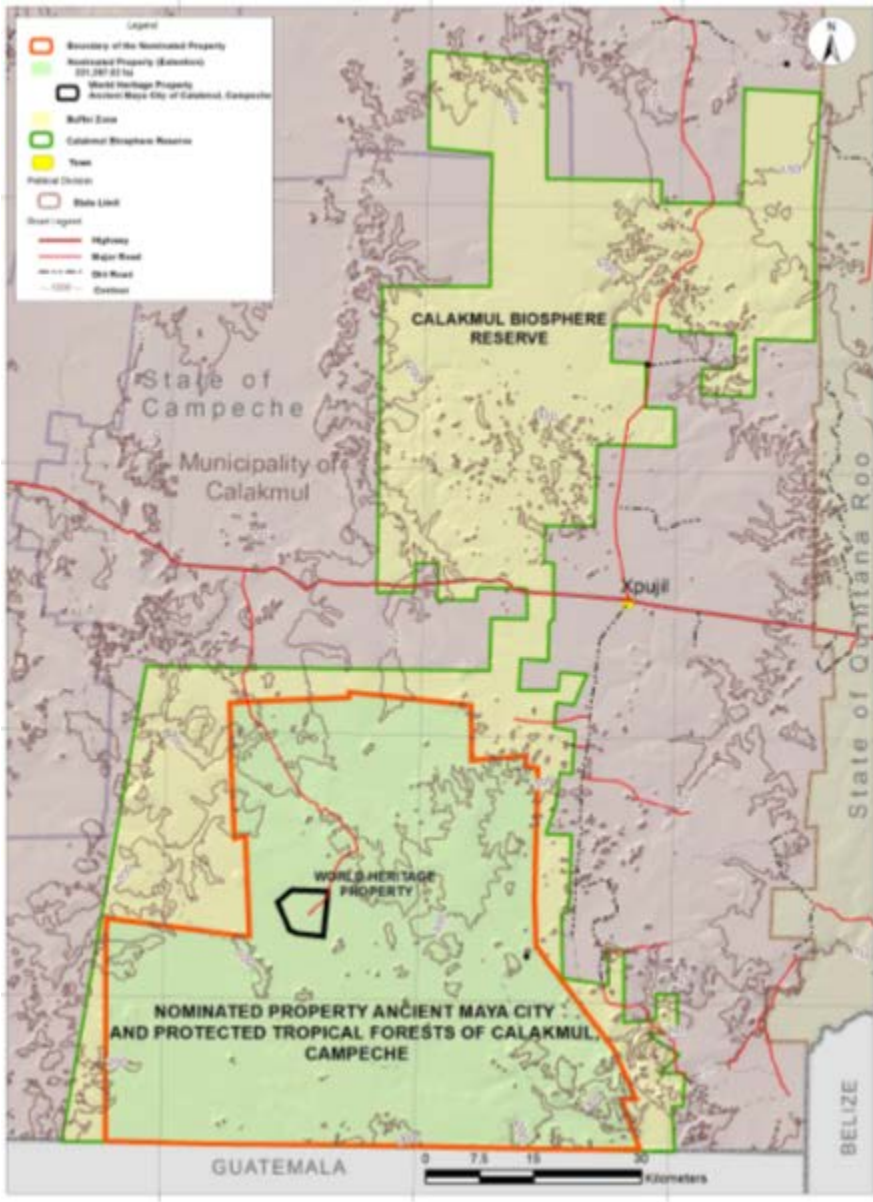 Legend
Boundary of the Nominated Property
Nominated Property (Extention)
World Heritage Property
Ancient Maya City of Calakmul, Campeche
Buffer Zone
Calakmul Biosphere Reserve
Town
Political Division
State Limit
Road Legend
Highway
Major Road
Dirt Road
Contour
N
CALAKMUL BIOSPHERE
RESERVE
State of
Campeche
Municipality of
Calakmul
State of Quintana Roo
Xpujil
WORLD HERITAGE
PROPERTY
NOMINATED PROPERTY ANCIENT MAYA CITY
AND PROTECTED TROPICAL FORESTS OF CALAKMUL,
CAMPECHE
BELIZE
GUATEMALA
0 7.5 15 30
Kilometers